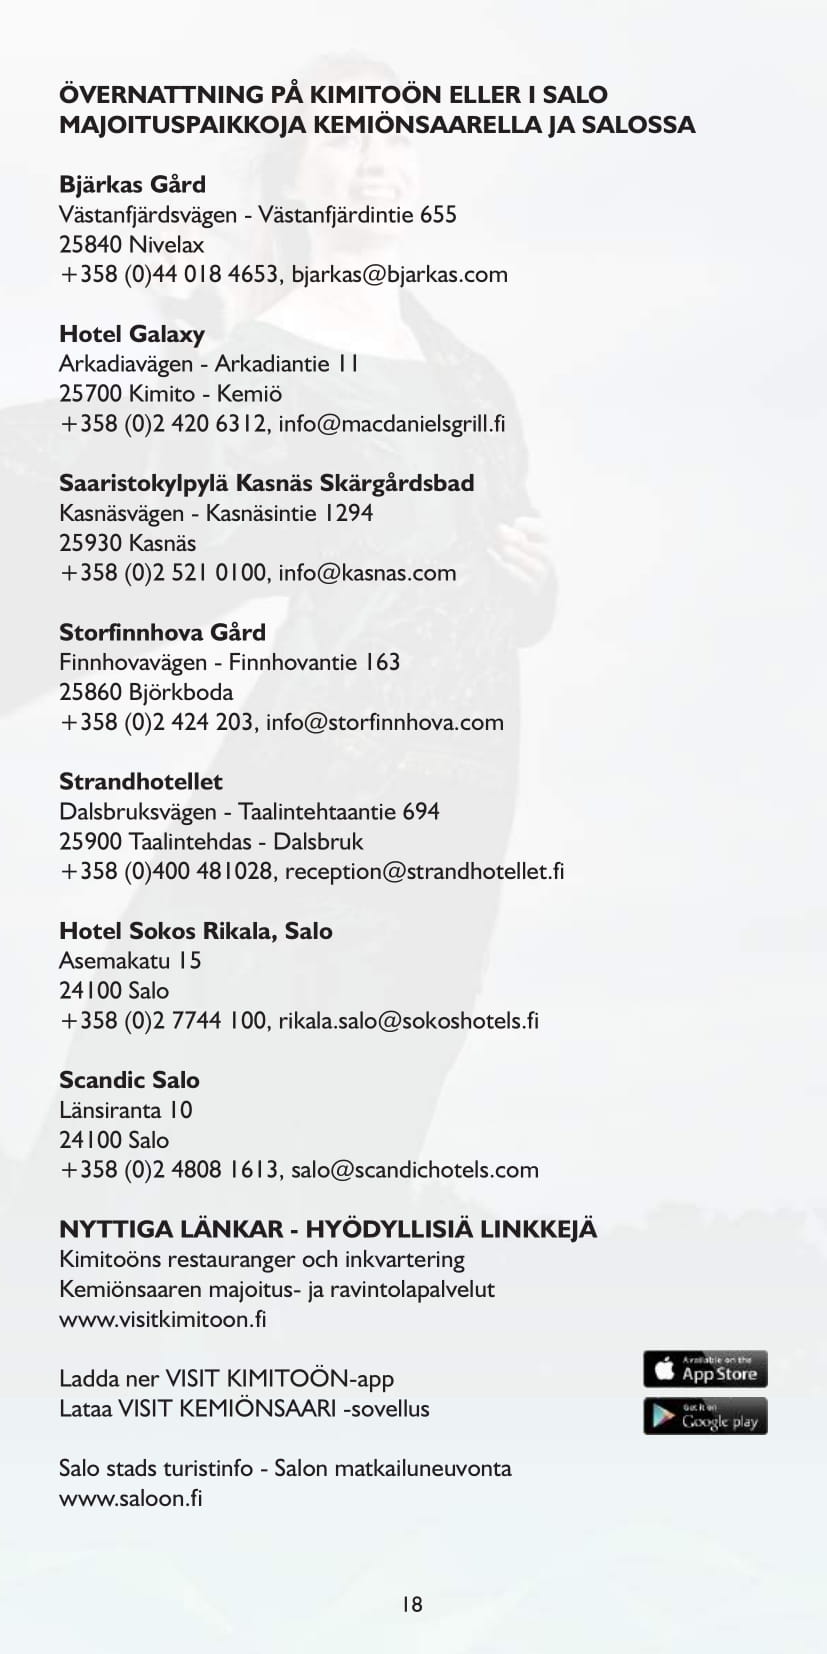 ÖVERNATTNING PÅ KIMITOÖN ELLER I SALO
MAJOITUSPAIKKOJA KEMIÖNSAARELLA JA SALOSSA
Bjärkas Gård
Västanfjärdsvägen - Västanfjärdintie 655
25840 Nivelax
+358 (0)44 018 4653, bjarkas@bjarkas.com
Hotel Galaxy
Arkadiavägen - Arkadiantie 11
25700 Kimito - Kemiö
+358 (0)2 420 6312, info@macdanielsgrill.fi
Saaristokylpylä Kasnäs Skärgårdsbad
Kasnäsvägen - Kasnäsintie 1294
25930 Kasnäs
+358 (0)2 521 0100, info@kasnas.com
Storfinnhova Gård
Finnhovavägen - Finnhovantie 163
25860 Björkboda
+358 (0)2 424 203, info@storfinnhova.com
Strandhotellet
Dalsbruksvägen - Taalintehtaantie 694
25900 Taalintehdas - Dalsbruk
+358 (0)400 481028, reception@strandhotellet.fi
Hotel Sokos Rikala, Salo
Asemakatu 15
24100 Salo
+358 (0)2 7744 100, rikala.salo@sokoshotels.fi
Scandic Salo
Länsiranta 10
24100 Salo
+358 (0)2 4808 1613, salo@scandichotels.com
NYTTIGA LÄNKAR - HYÖDYLLISIÄ LINKKEJÄ
Kimitoöns restauranger och inkvartering
Kemiönsaaren majoitus- ja ravintolapalvelut
www.visitkimitoon.fi
Ladda ner VISIT KIMITOÖN-app
Lataa VISIT KEMIÖNSAARI -sovellus
Available on the
App Store
Get it on
Google play
Salo stads turistinfo - Salon matkailuneuvonta
www.saloon.fi
18